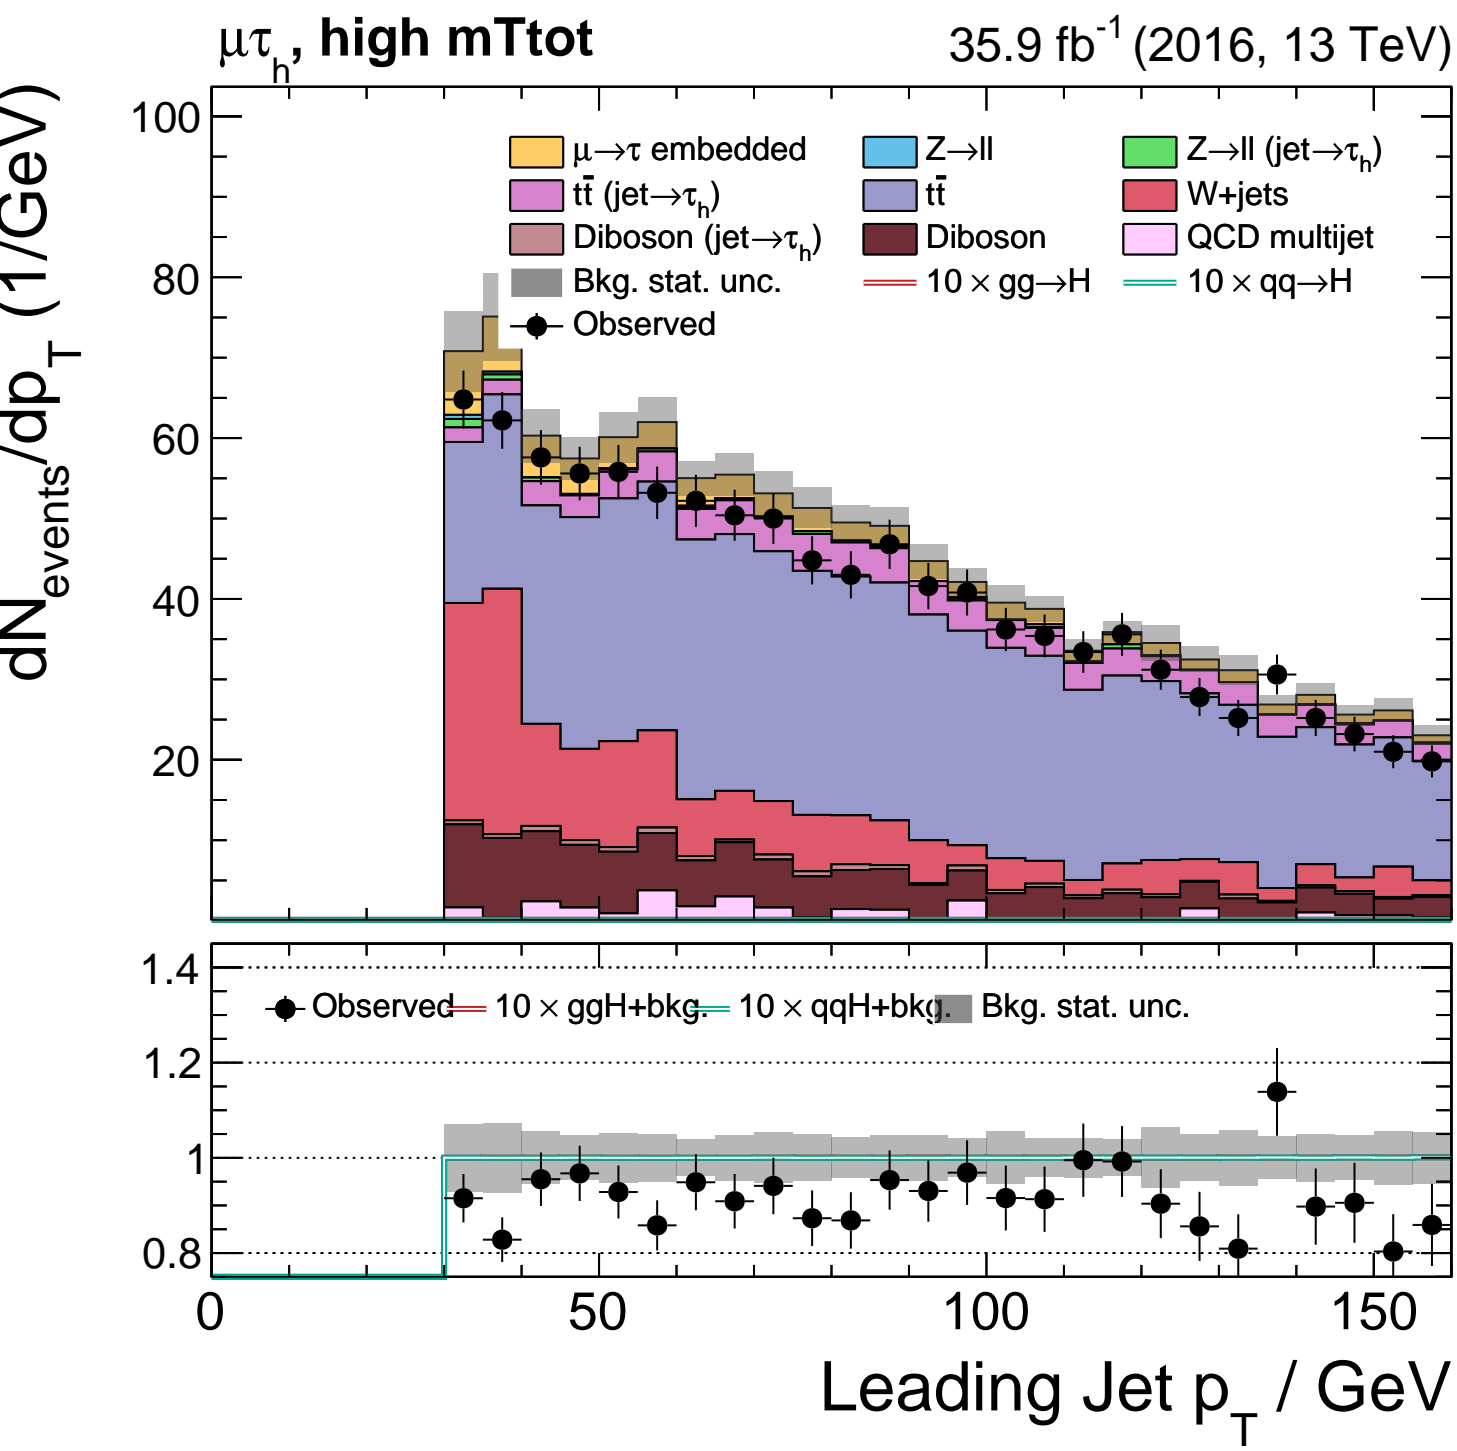 μτh, high mTtot
35.9 fb-1 (2016, 13 TeV)
dNevents/dpT (1/GeV)
100
80
60
40
20
μ→τ embedded
Z→ll
Z→ll (jet→τh)
tt̄ (jet→τh)
tt̄
W+jets
Diboson (jet→τh)
Diboson
QCD multijet
Bkg. stat. unc.
10 × gg→H
10 × qq→H
Observed
1.4
1.2
1
0.8
Observed
10 × ggH+bkg.
10 × qqH+bkg.
Bkg. stat. unc.
0
50
100
150
Leading Jet pT / GeV